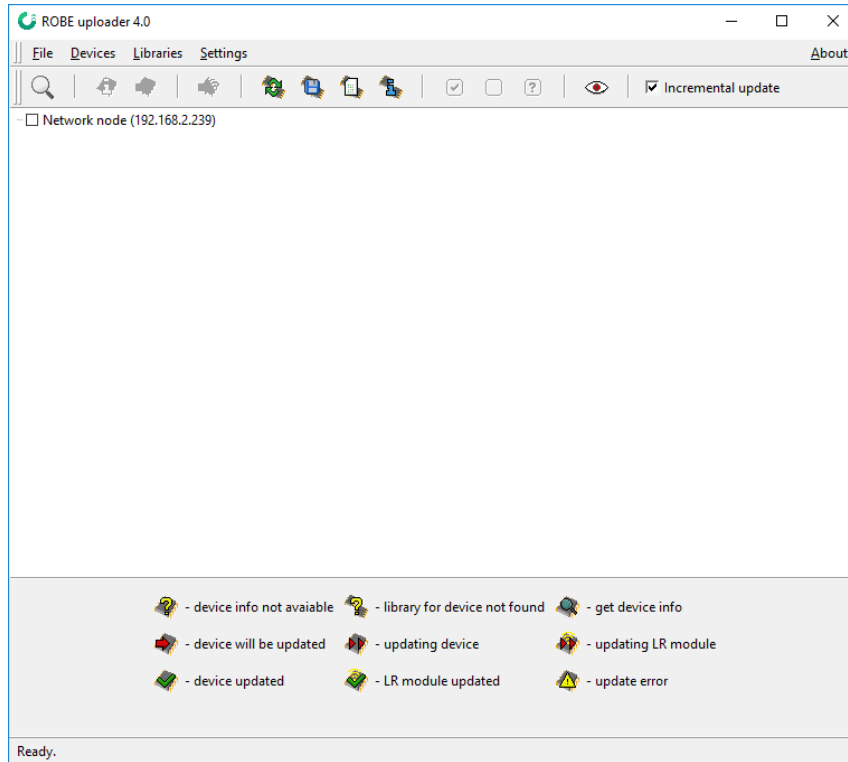 ROBE uploader 4.0
File Devices Libraries Settings About
Incremental update
Network node (192.168.2.239)
- device info not avaiable - library for device not found - get device info
- device will be updated - updating device - updating LR module
- device updated - LR module updated - update error
Ready.